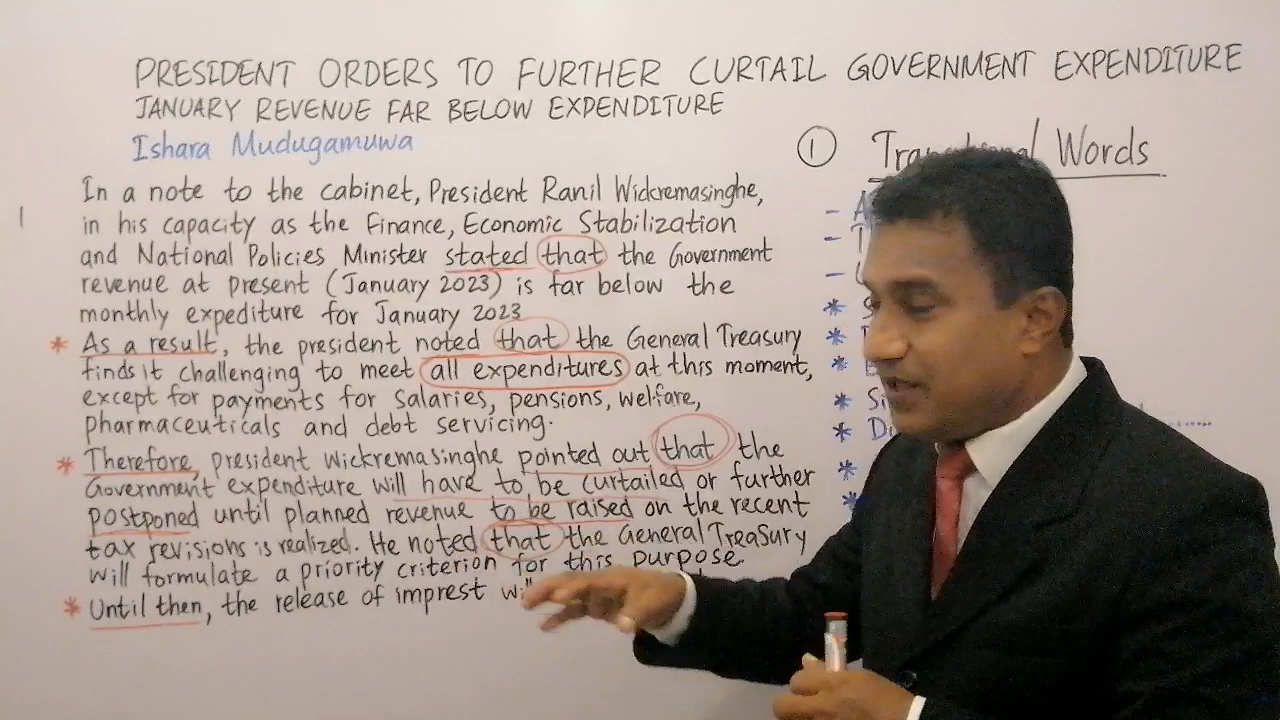 PRESIDENT ORDERS TO FURTHER CURTAIL GOVERNMENT EXPENDITURE
JANUARY REVENUE FAR BELOW EXPENDITURE
Ishara Mudugamuwa
In a note to the cabinet, President Ranil Wickremasinghe,
1 in his capacity as the Finance, Economic Stabilization
and National Policies Minister stated that the Government
revenue at present (January 2023) is far below the
monthly expediture for January 2023
* As a result, the president noted that the General Treasury
finds it challenging to meet all expenditures at this moment,
except for payments for salaries, pensions, welfare,
pharmaceuticals and debt servicing.
* Therefore, president Wickremasinghe pointed out that the
Government expenditure will have to be curtailed or further
postponed until planned revenue to be raised on the recent
tax revisions is realized. He noted that the General Treasury
will formulate a priority criterion for this purpose.
* Until then, the release of imprest
1 Words